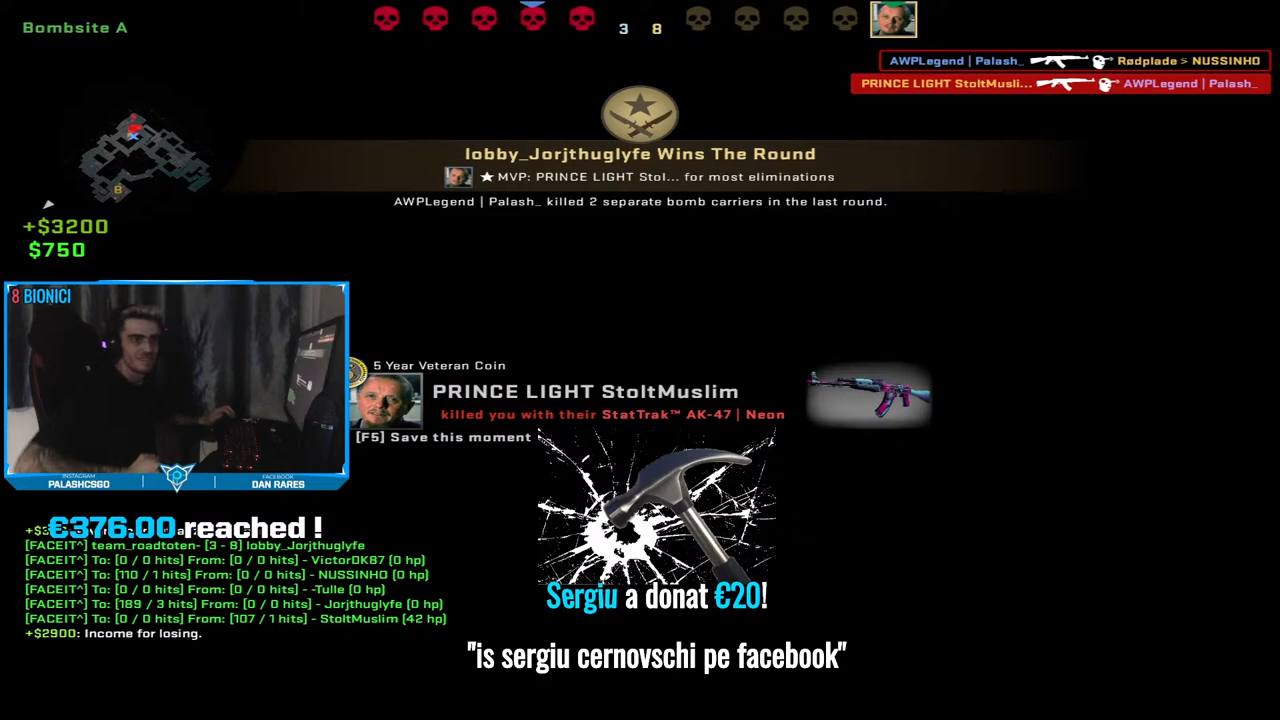 Bombsite A
3 8
AWPLegend | Palash_ Rødplade ⚡ NUSSINHO
PRINCE LIGHT StoltMusli... AWPLegend | Palash_
lobby_Jorjthuglyfe Wins The Round
★ MVP: PRINCE LIGHT Stol... for most eliminations
AWPLegend | Palash_ killed 2 separate bomb carriers in the last round.
B
+$3200
$750
8 BIONICI
5 Year Veteran Coin
PRINCE LIGHT StoltMuslim
killed you with their StatTrak™ AK-47 | Neon
[F5] Save this moment
INSTAGRAM
PALASHCSGO
FACEBOOK
DAN RARES
€376.00 reached !
[FACEIT^] team_roadtoten- [3 - 8] lobby_Jorjthuglyfe
[FACEIT^] To: [0 / 0 hits] From: [0 / 0 hits] - VictorDK87 (0 hp)
[FACEIT^] To: [110 / 1 hits] From: [0 / 0 hits] - NUSSINHO (0 hp)
[FACEIT^] To: [0 / 0 hits] From: [0 / 0 hits] - -Tulle (0 hp)
[FACEIT^] To: [189 / 3 hits] From: [0 / 0 hits] - Jorjthuglyfe (0 hp)
[FACEIT^] To: [0 / 0 hits] From: [107 / 1 hits] - StoltMuslim (42 hp)
+$2900: Income for losing.
Sergiu a donat €20!
"is sergiu cernovschi pe facebook"